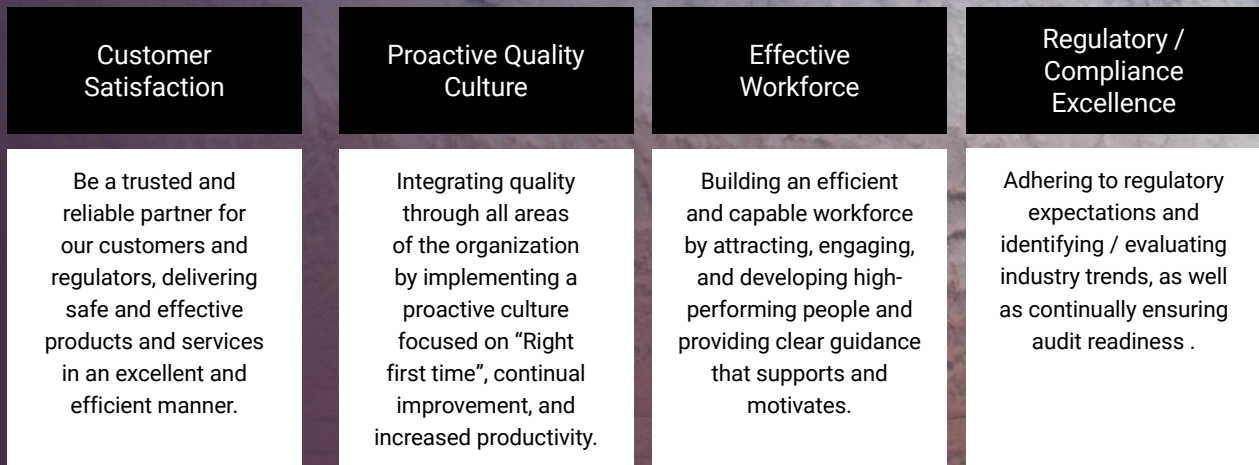 Customer
Satisfaction
Be a trusted and
reliable partner for
our customers and
regulators, delivering
safe and effective
products and services
in an excellent and
efficient manner.
Proactive Quality
Culture
Integrating quality
through all areas
of the organization
by implementing a
proactive culture
focused on “Right
first time”, continual
improvement, and
increased productivity.
Effective
Workforce
Building an efficient
and capable workforce
by attracting, engaging,
and developing high-
performing people and
providing clear guidance
that supports and
motivates.
Regulatory /
Compliance
Excellence
Adhering to regulatory
expectations and
identifying / evaluating
industry trends, as well
as continually ensuring
audit readiness .